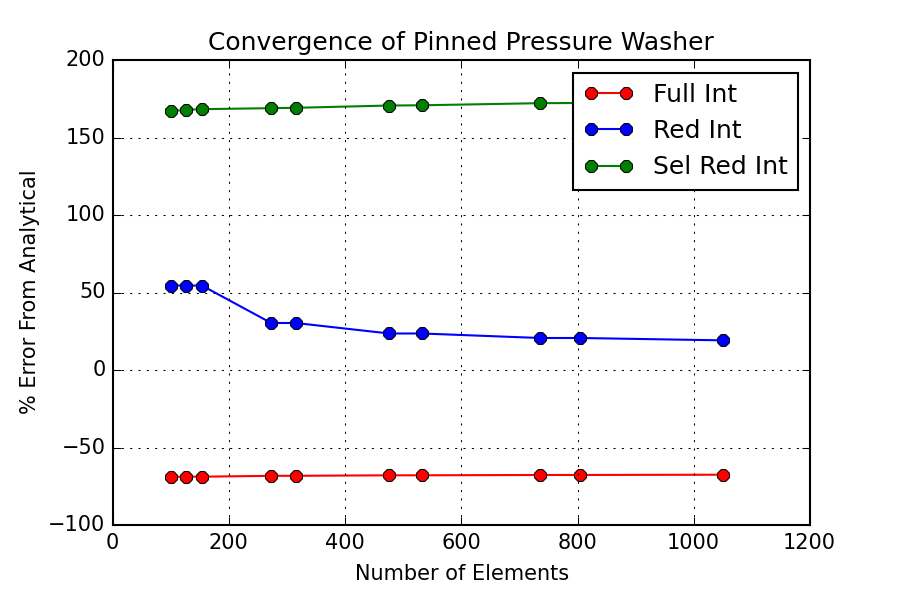 Convergence of Pinned Pressure Washer
200
150
100
50
0
−50
−100
% Error From Analytical
Full Int
Red Int
Sel Red Int
0 200 400 600 800 1000 1200
Number of Elements